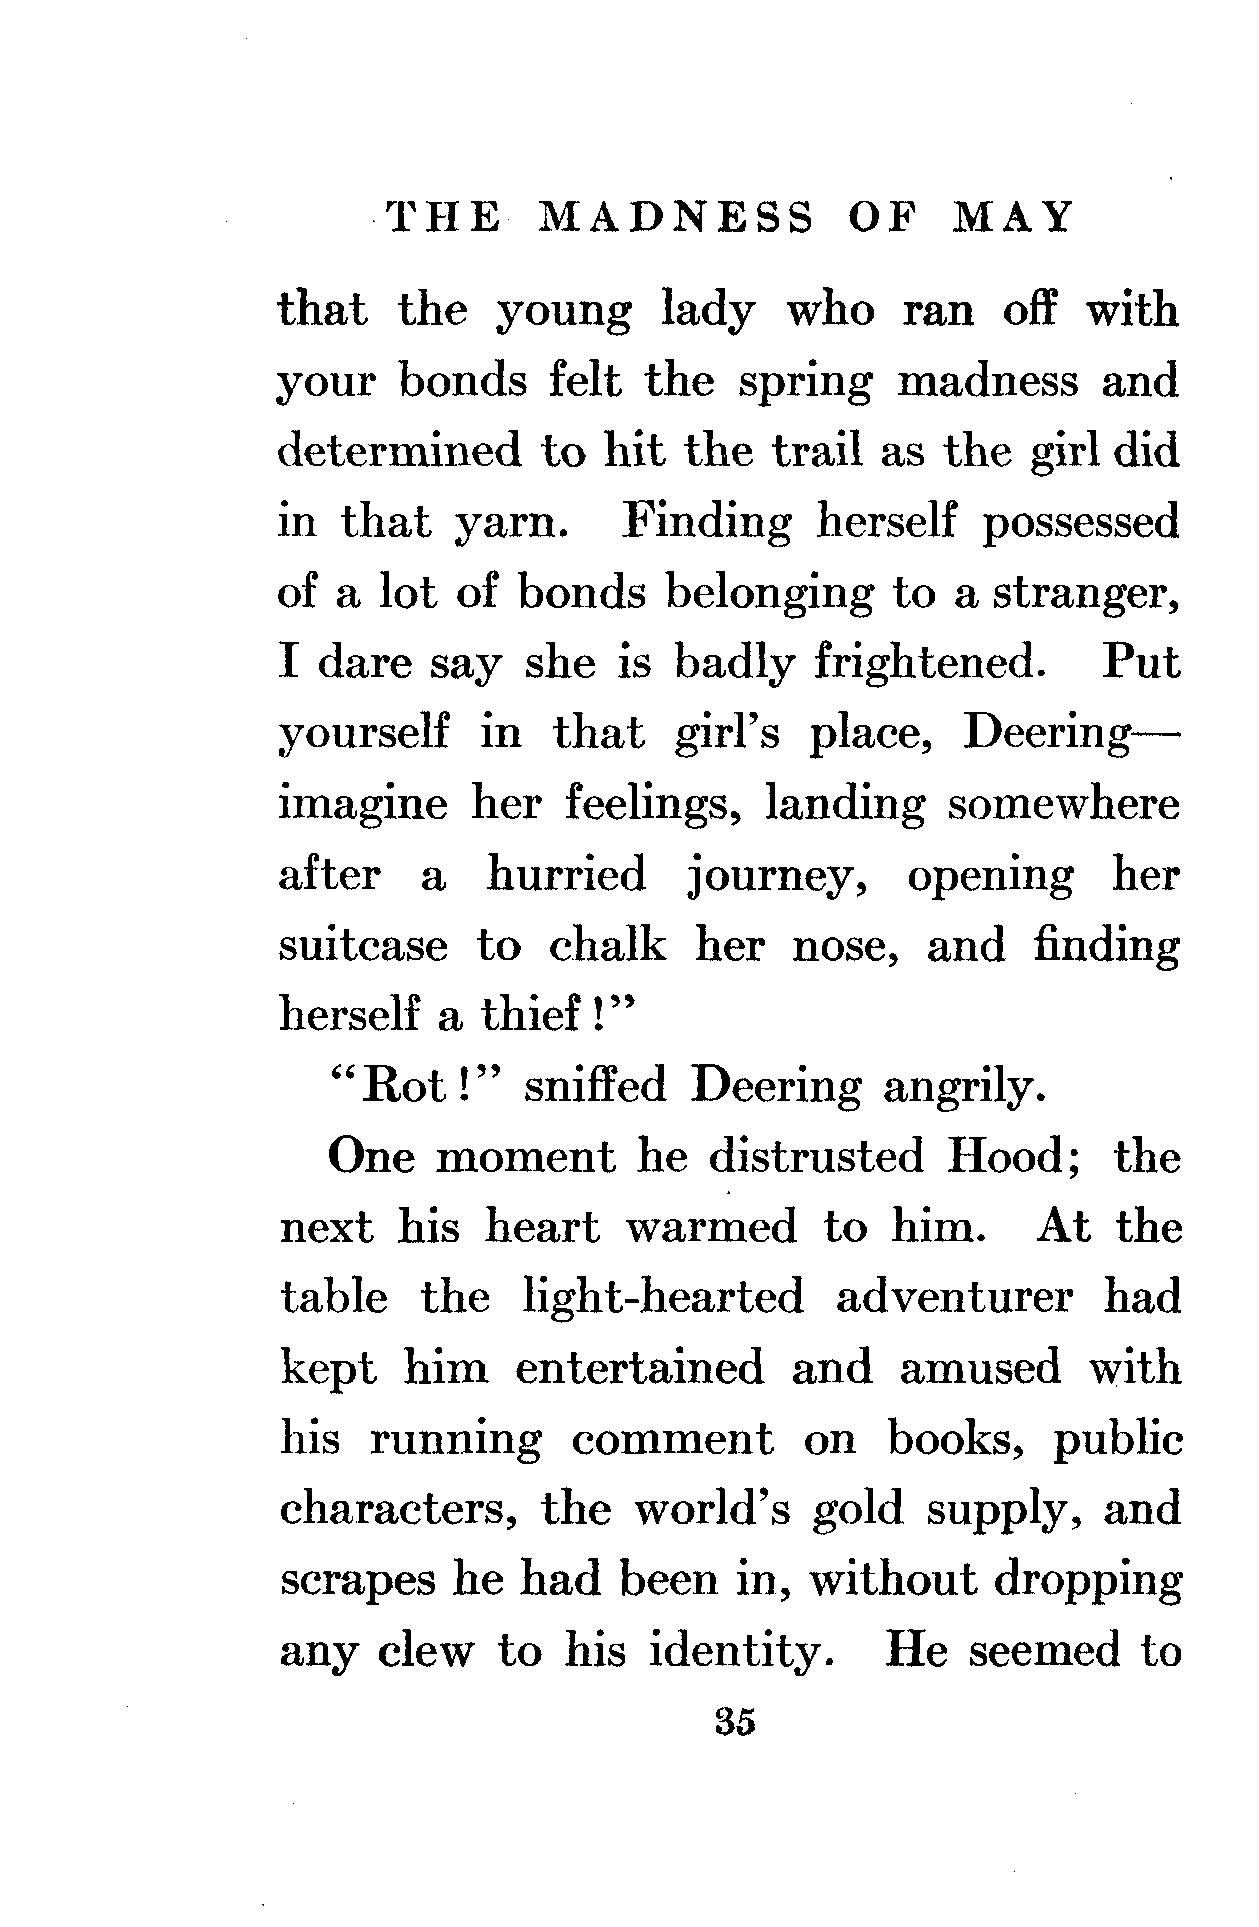 THE MADNESS OF MAY
that the young lady who ran off with
your bonds felt the spring madness and
determined to hit the trail as the girl did
in that yarn. Finding herself possessed
of a lot of bonds belonging to a stranger,
I dare say she is badly frightened. Put
yourself in that girl's place, Deering—
imagine her feelings, landing somewhere
after a hurried journey, opening her
suitcase to chalk her nose, and finding
herself a thief!"
"Rot!" sniffed Deering angrily.
One moment he distrusted Hood; the
next his heart warmed to him. At the
table the light-hearted adventurer had
kept him entertained and amused with
his running comment on books, public
characters, the world's gold supply, and
scrapes he had been in, without dropping
any clew to his identity. He seemed to
35